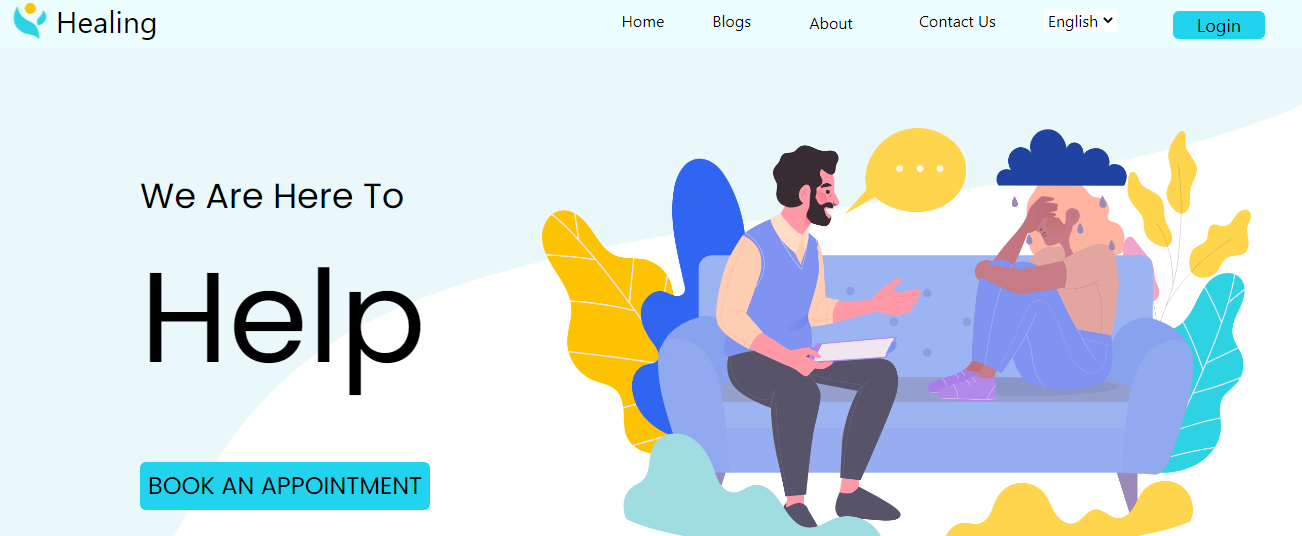 Healing
Home Blogs About Contact Us English Login
We Are Here To
Help
BOOK AN APPOINTMENT